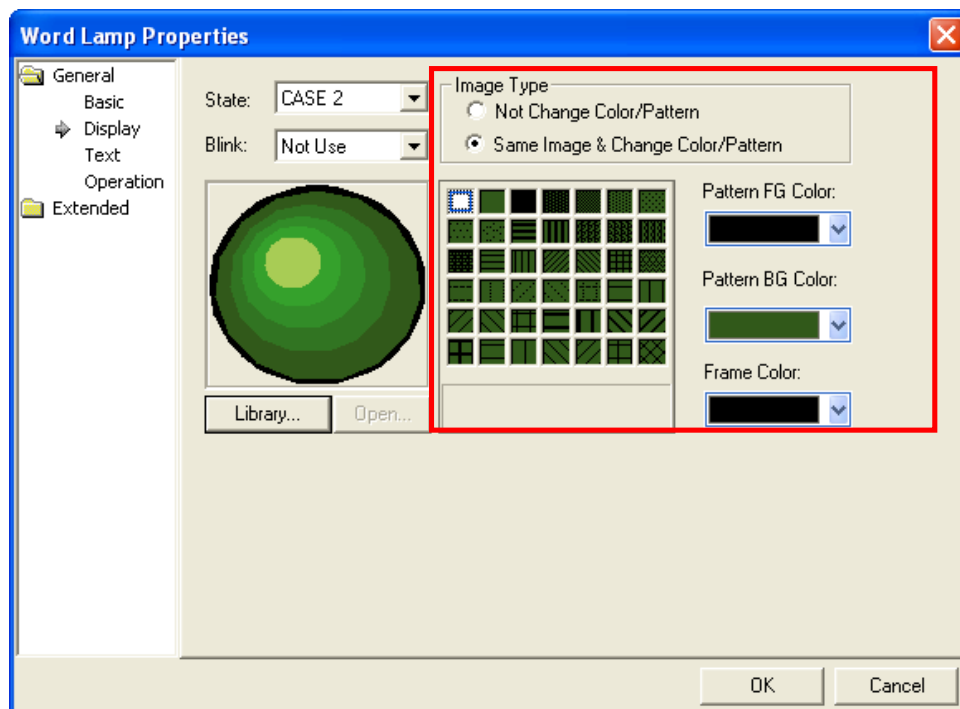 Word Lamp Properties
General
Basic
Display
Text
Operation
Extended
State: CASE 2
Blink: Not Use
Library... Open...
Image Type
Not Change Color/Pattern
Same Image & Change Color/Pattern
Pattern FG Color:
Pattern BG Color:
Frame Color:
OK Cancel